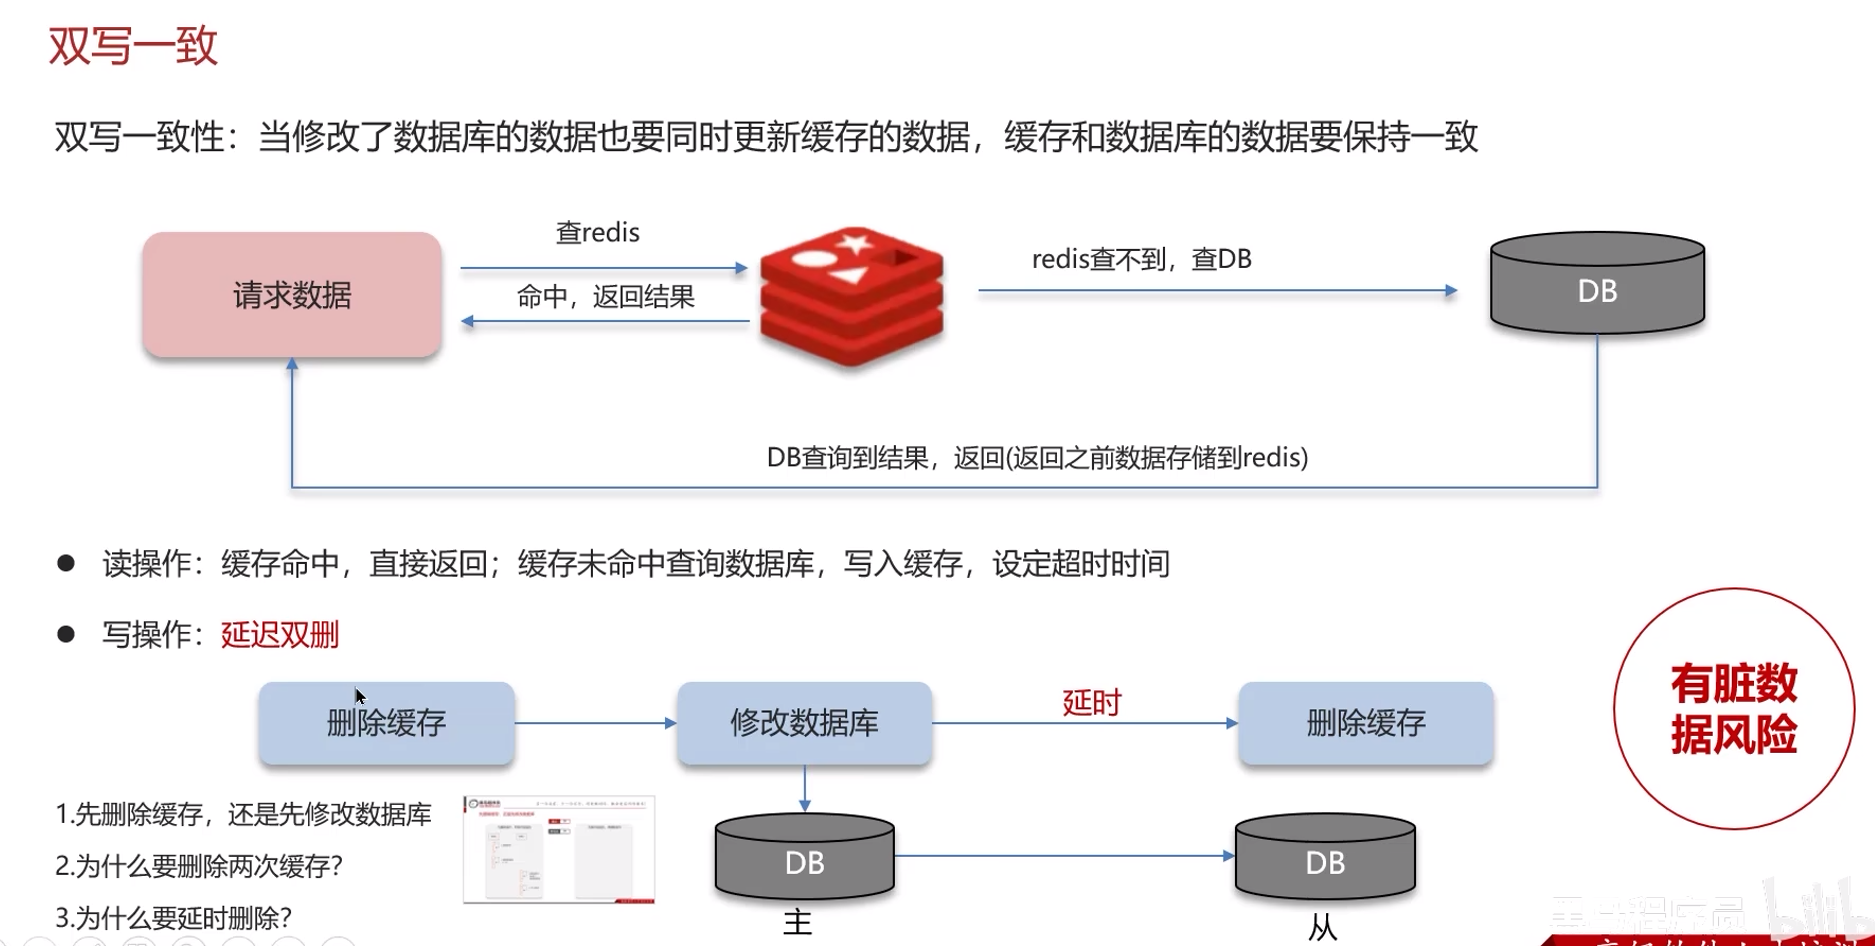 双写一致
双写一致性：当修改了数据库的数据也要同时更新缓存的数据，缓存和数据库的数据要保持一致
查redis
redis查不到，查DB
请求数据
命中，返回结果
DB
DB查询到结果，返回(返回之前数据存储到redis)
● 读操作：缓存命中，直接返回；缓存未命中查询数据库，写入缓存，设定超时时间
● 写操作：延迟双删
有脏数
据风险
删除缓存
修改数据库
延时
删除缓存
1.先删除缓存，还是先修改数据库
2.为什么要删除两次缓存？
3.为什么要延时删除？
DB
DB
主
从
bilib